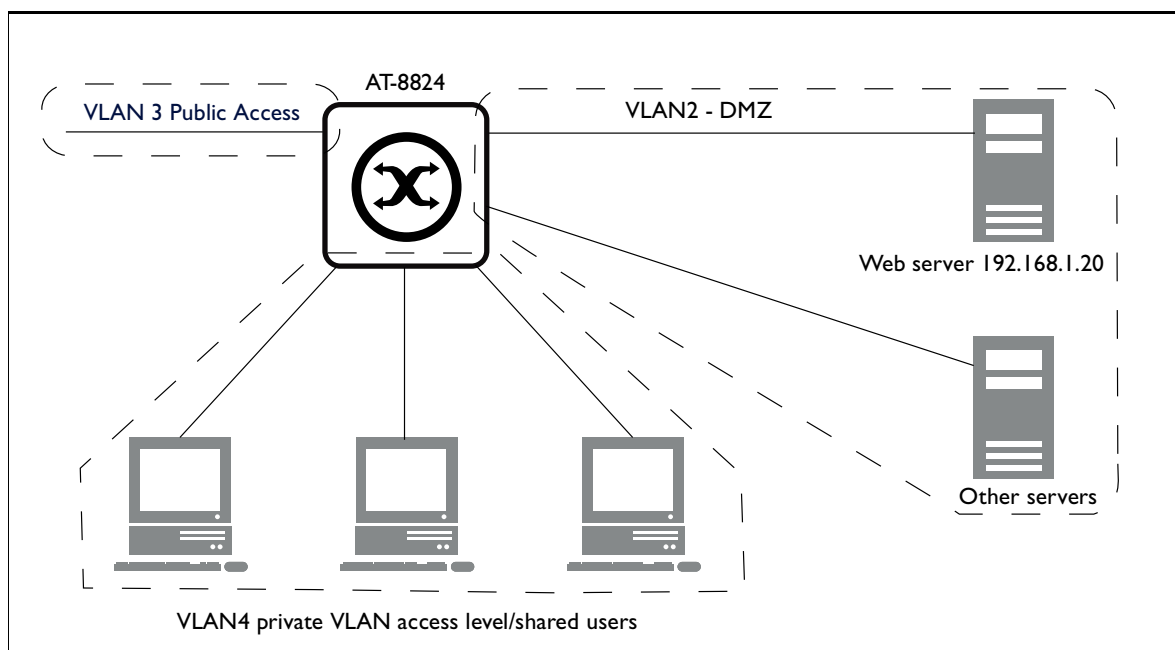 AT-8824
VLAN 3 Public Access
VLAN2 - DMZ
Web server 192.168.1.20
Other servers
VLAN4 private VLAN access level/shared users